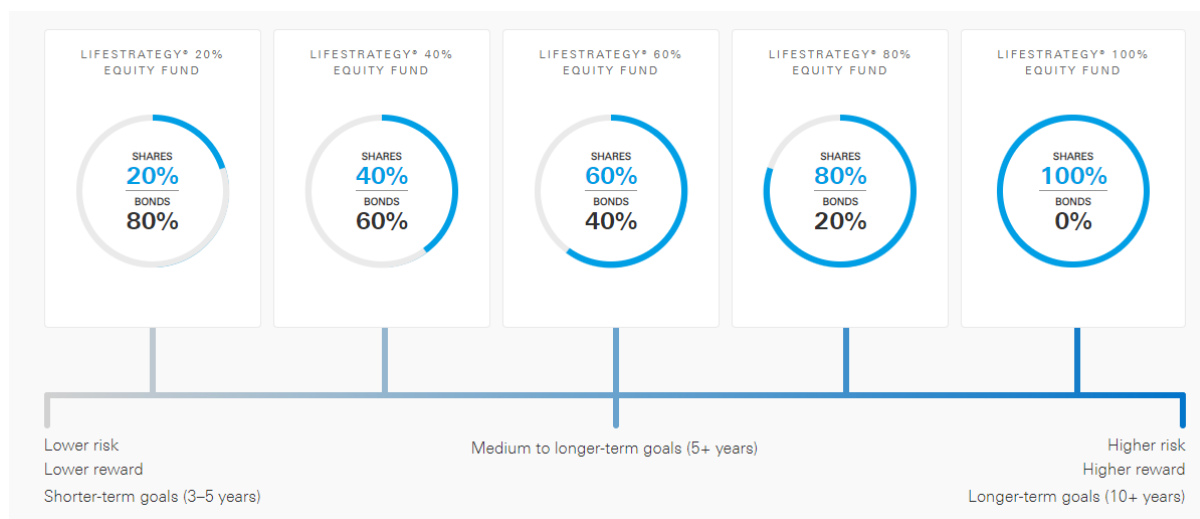 LIFESTRATEGY® 20%
EQUITY FUND
SHARES
20%
BONDS
80%
LIFESTRATEGY® 40%
EQUITY FUND
SHARES
40%
BONDS
60%
LIFESTRATEGY® 60%
EQUITY FUND
SHARES
60%
BONDS
40%
LIFESTRATEGY® 80%
EQUITY FUND
SHARES
80%
BONDS
20%
LIFESTRATEGY® 100%
EQUITY FUND
SHARES
100%
BONDS
0%
Lower risk
Lower reward
Shorter-term goals (3–5 years)
Medium to longer-term goals (5+ years)
Higher risk
Higher reward
Longer-term goals (10+ years)